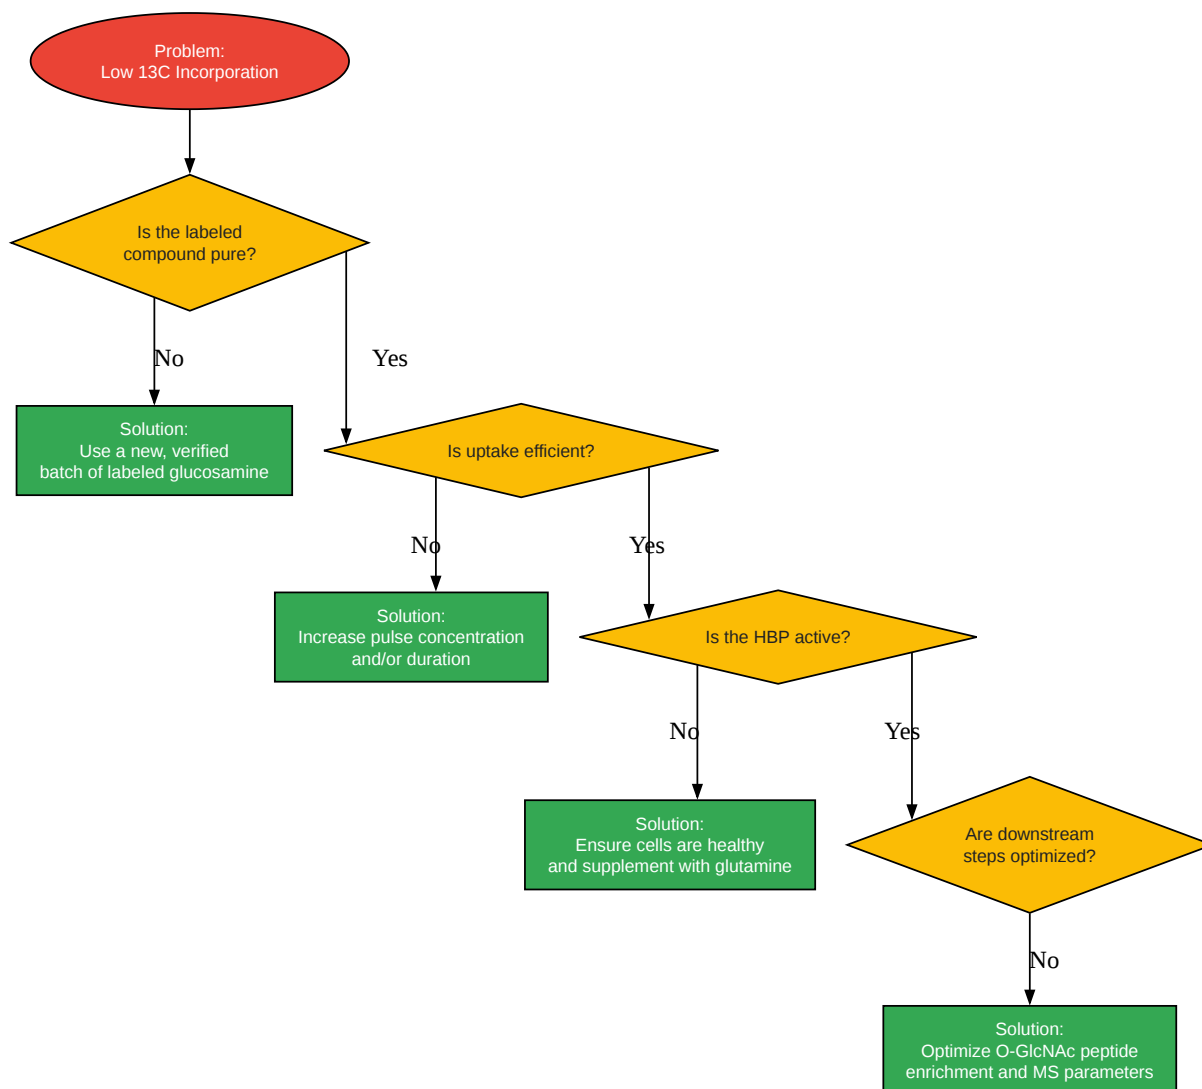 Problem:
Low 13C Incorporation
Is the labeled
compound pure?
No
Yes
Solution:
Use a new, verified
batch of labeled glucosamine
Is uptake efficient?
No
Yes
Solution:
Increase pulse concentration
and/or duration
Is the HBP active?
No
Yes
Solution:
Ensure cells are healthy
and supplement with glutamine
Are downstream
steps optimized?
No
Solution:
Optimize O-GlcNAc peptide
enrichment and MS parameters